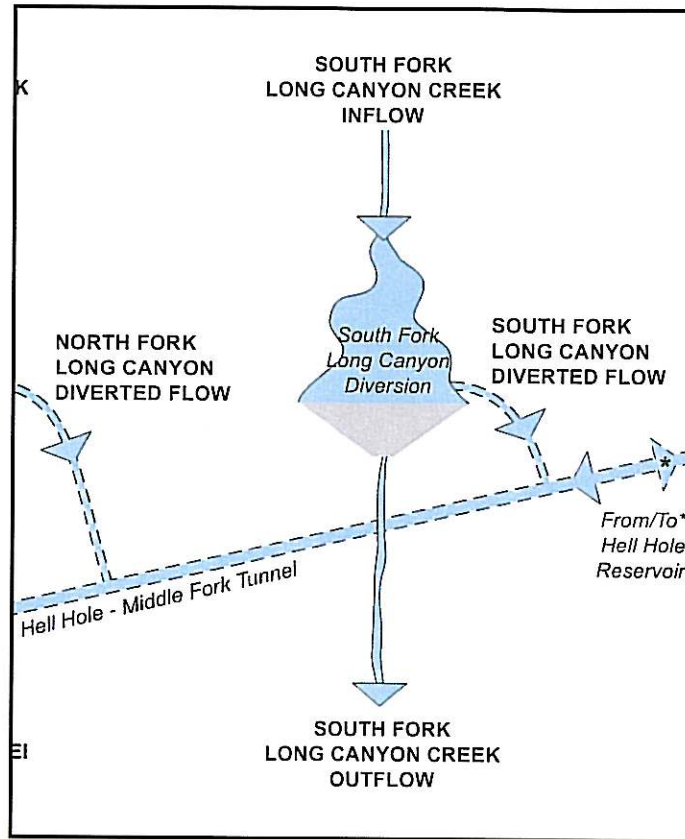 SOUTH FORK
LONG CANYON CREEK
INFLOW
K
NORTH FORK
LONG CANYON
DIVERTED FLOW
South Fork
Long Canyon
Diversion
SOUTH FORK
LONG CANYON
DIVERTED FLOW
*
From/To*
Hell Hole
Reservoir
Hell Hole - Middle Fork Tunnel
EI
SOUTH FORK
LONG CANYON CREEK
OUTFLOW